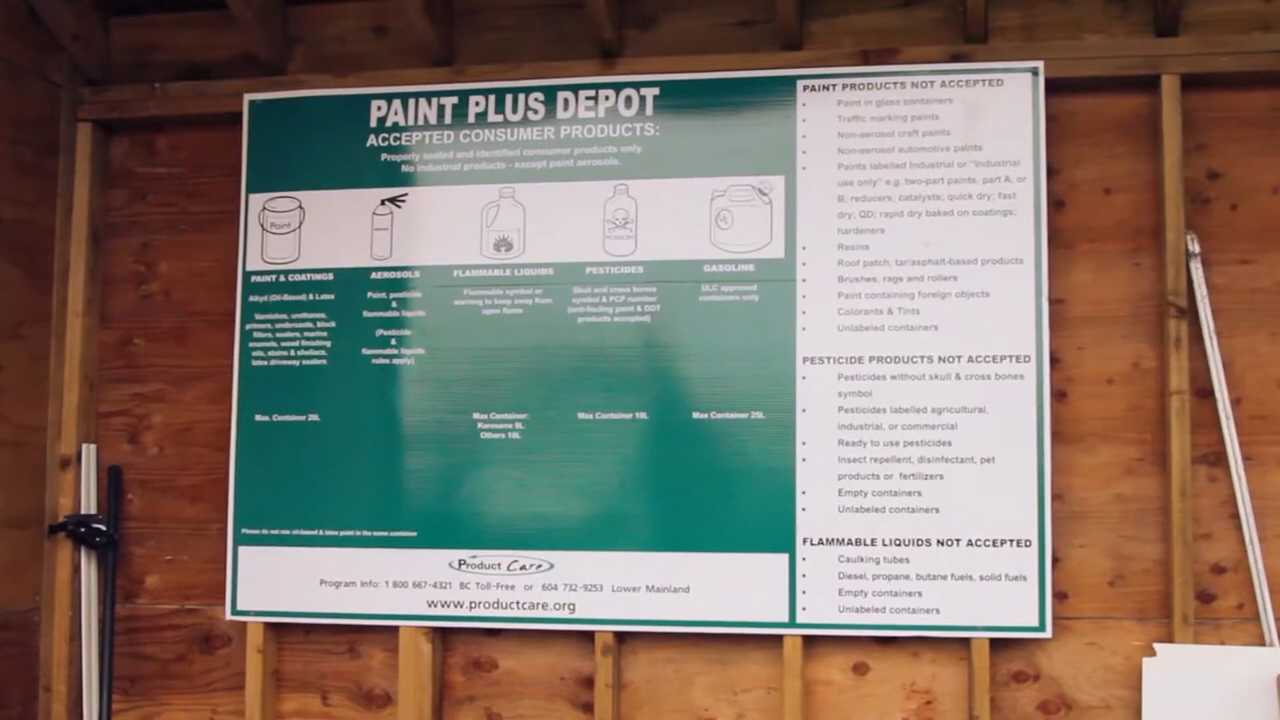 PAINT PLUS DEPOT
ACCEPTED CONSUMER PRODUCTS:
Properly sealed and identified consumer products only.
No industrial products - except paint aerosols.
Paint
POISON
PAINT & COATINGS
Alkyd (Oil-Based) & Latex
Varnishes, urethanes,
primers, undercoats, block
fillers, sealers, marine
enamels, wood finishing
oils, stains & shellacs,
latex driveway sealers
Max. Container 20L
AEROSOLS
Paint, pesticide
&
flammable liquids
(Pesticide
&
flammable liquids
rules apply)
FLAMMABLE LIQUIDS
Flammable symbol or
warning to keep away from
open flame
Max Container:
Kerosume 9L
Others 10L
PESTICIDES
Skull and cross bones
symbol & PCP number
(anti-fouling paint & DDT
products accepted)
Max Container 10L
GASOLINE
ULC approved
containers only
Max Container 25L
Please do not mix oil-based & latex paint in the same container
Product Care
Program info: 1 800 667-4321 BC Toll-Free or 604 732-9253 Lower Mainland
www.productcare.org
PAINT PRODUCTS NOT ACCEPTED
• Paint in glass containers
• Traffic marking paints
• Non-aerosol craft paints
• Non-aerosol automotive paints
• Paints labelled Industrial or "Industrial
use only" e.g. two-part paints, part A, or
B; reducers; catalysts; quick dry; fast
dry; QD; rapid dry baked on coatings;
hardeners
• Resins
• Roof patch, tar/asphalt-based products
• Brushes, rags and rollers
• Paint containing foreign objects
• Colorants & Tints
• Unlabeled containers
PESTICIDE PRODUCTS NOT ACCEPTED
• Pesticides without skull & cross bones
symbol
• Pesticides labelled agricultural,
industrial, or commercial
• Ready to use pesticides
• Insect repellent, disinfectant, pet
products or fertilizers
• Empty containers
• Unlabeled containers
FLAMMABLE LIQUIDS NOT ACCEPTED
• Caulking tubes
• Diesel, propane, butane fuels, solid fuels
• Empty containers
• Unlabeled containers